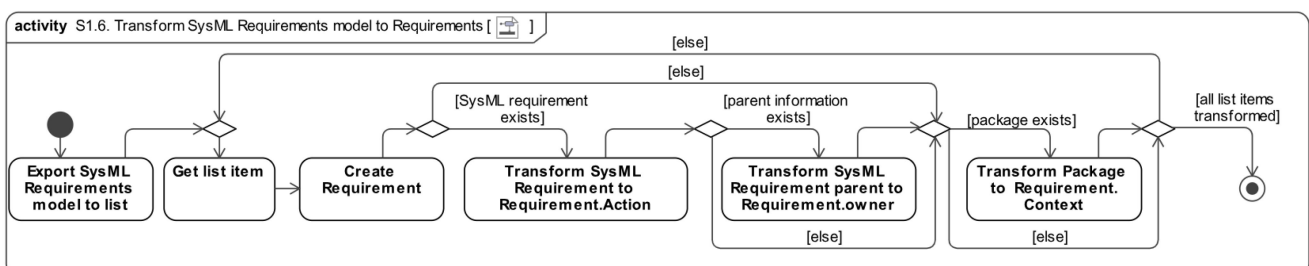 activity S1.6. Transform SysML Requirements model to Requirements [ ]
[else]
[else]
[SysML requirement
exists]
[parent information
exists]
[package exists]
[all list items
transformed]
Export SysML
Requirements
model to list
Get list item
Create
Requirement
Transform SysML
Requirement to
Requirement.Action
Transform SysML
Requirement parent to
Requirement.owner
Transform Package
to Requirement.
Context
[else]
[else]